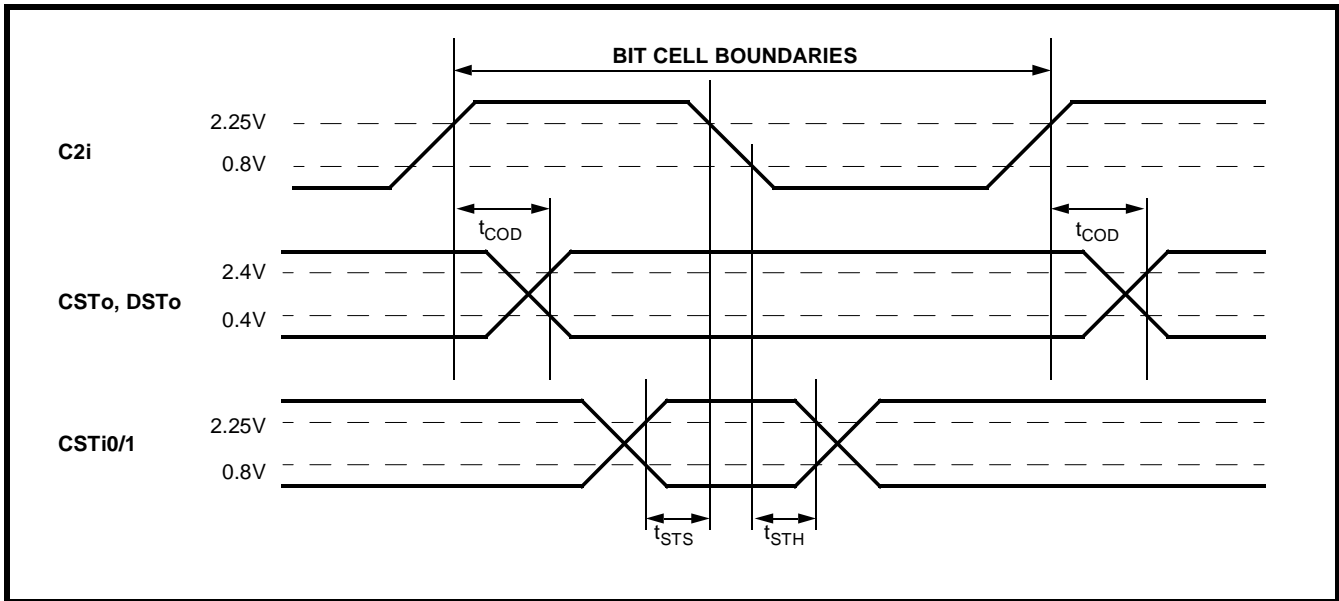 BIT CELL BOUNDARIES
2.25V
C2i
0.8V
tCOD
tCOD
2.4V
CSTo, DSTo
0.4V
2.25V
CSTi0/1
0.8V
tSTS
tSTH